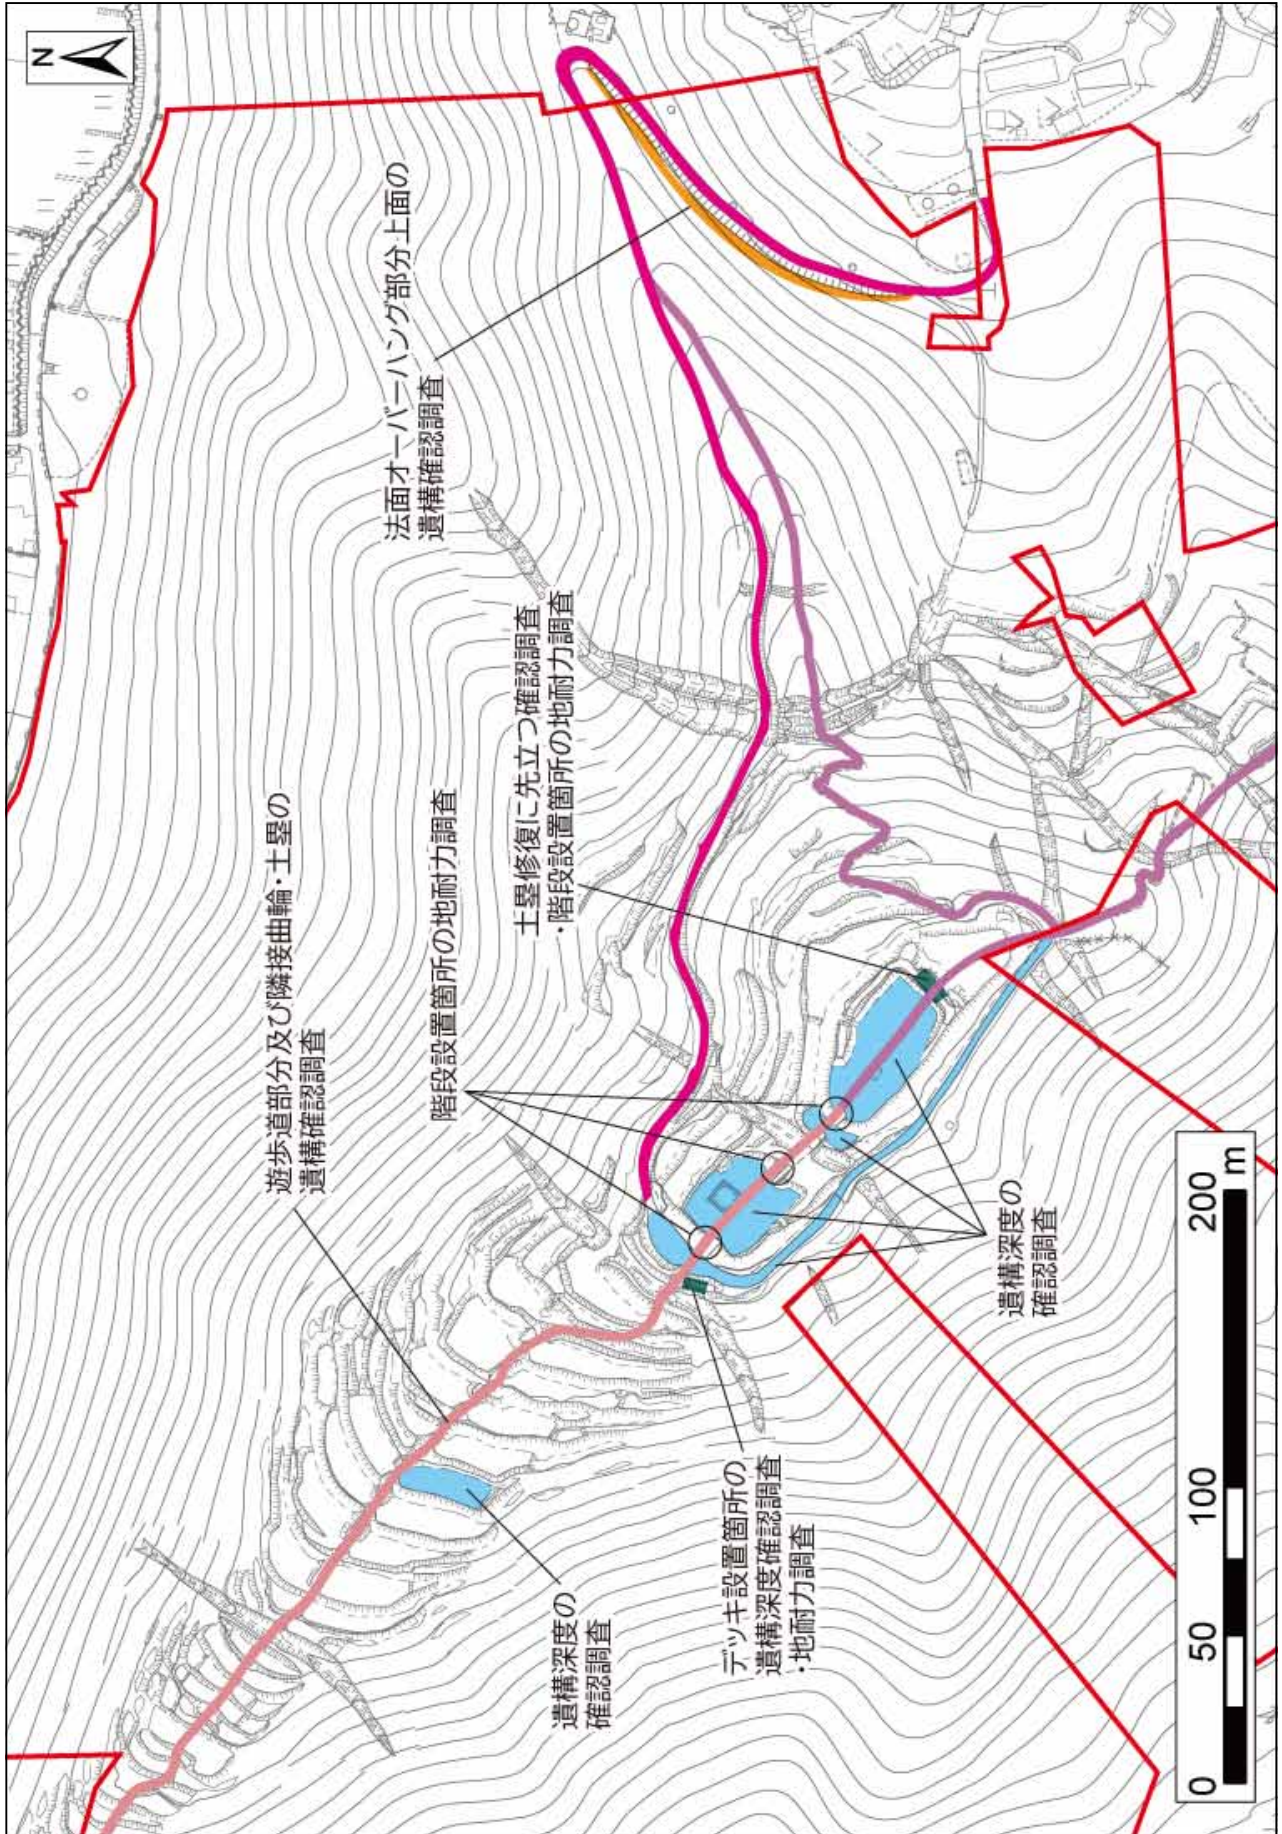 N
遊歩道部分及び隣接曲輪・土塁の
遺構確認調査
法面オーバーハング部分上面の
遺構確認調査
階段設置箇所の地耐力調査
土塁修復に先立つ確認調査
・階段設置箇所の地耐力調査
遺構深度の
確認調査
デッキ設置箇所の
遺構深度確認調査
・地耐力調査
遺構深度の
確認調査
0 50 100 200
m